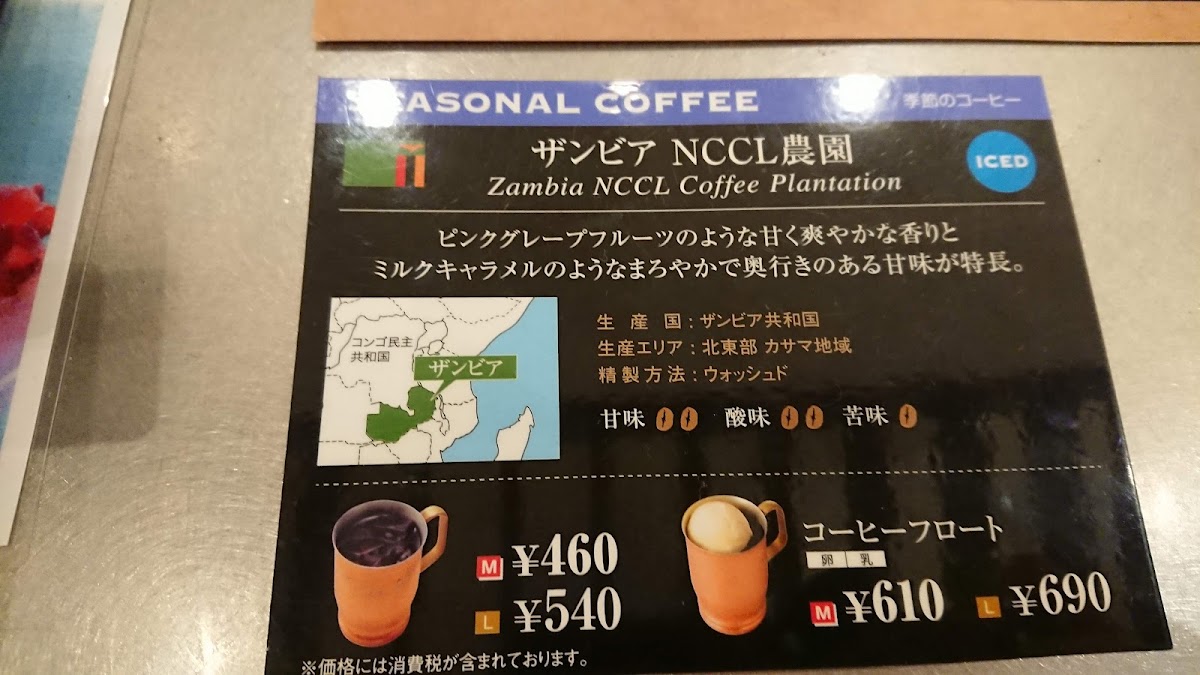 SEASONAL COFFEE 季節のコーヒー
ザンビア NCCL農園
ICED
Zambia NCCL Coffee Plantation
ピンクグレープフルーツのような甘く爽やかな香りと
ミルクキャラメルのようなまろやかで奥行きのある甘味が特長。
コンゴ民主
共和国
ザンビア
生産国：ザンビア共和国
生産エリア：北東部 カサマ地域
精製方法：ウォッシュド
甘味 酸味 苦味
M ¥460
L ¥540
コーヒーフロート
卵 乳
M ¥610 L ¥690
※価格には消費税が含まれております。